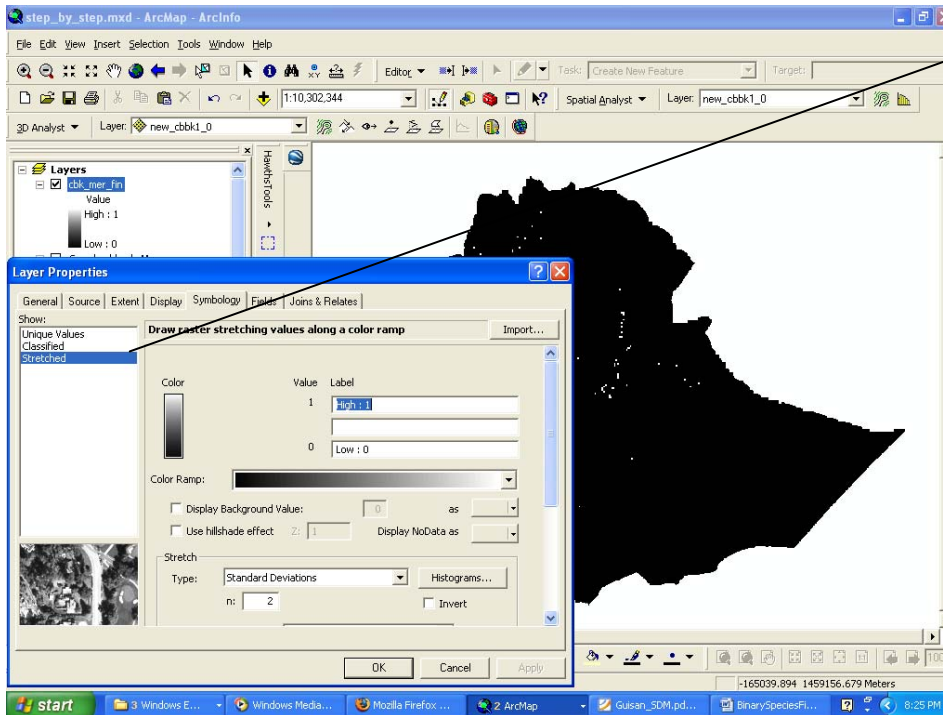 step_by_step.mxd - ArcMap - ArcInfo
File Edit View Insert Selection Tools Window Help
Editor Task: Create New Feature Target:
1:10,302,344 Spatial Analyst Layer: new_cbbk1_0
3D Analyst Layer: new_cbbk1_0
HawthsTools
Layers
cbk_mer_fin
Value
High : 1
Low : 0
Layer Properties
General Source Extent Display Symbology Fields Joins & Relates
Show:
Unique Values
Classified
Stretched
Draw raster stretching values along a color ramp Import...
Color Value Label
1 High : 1
0 Low : 0
Color Ramp:
Display Background Value: 0 as
Use hillshade effect Z: 1 Display NoData as
Stretch
Type: Standard Deviations Histograms...
n: 2 Invert
OK Cancel Apply
100
-165039.894 1459156.679 Meters
start 3 Windows E... Windows Media... Mozilla Firefox ... 2 ArcMap Guisan_SDM.pd... BinarySpeciesFi... 8:25 PM